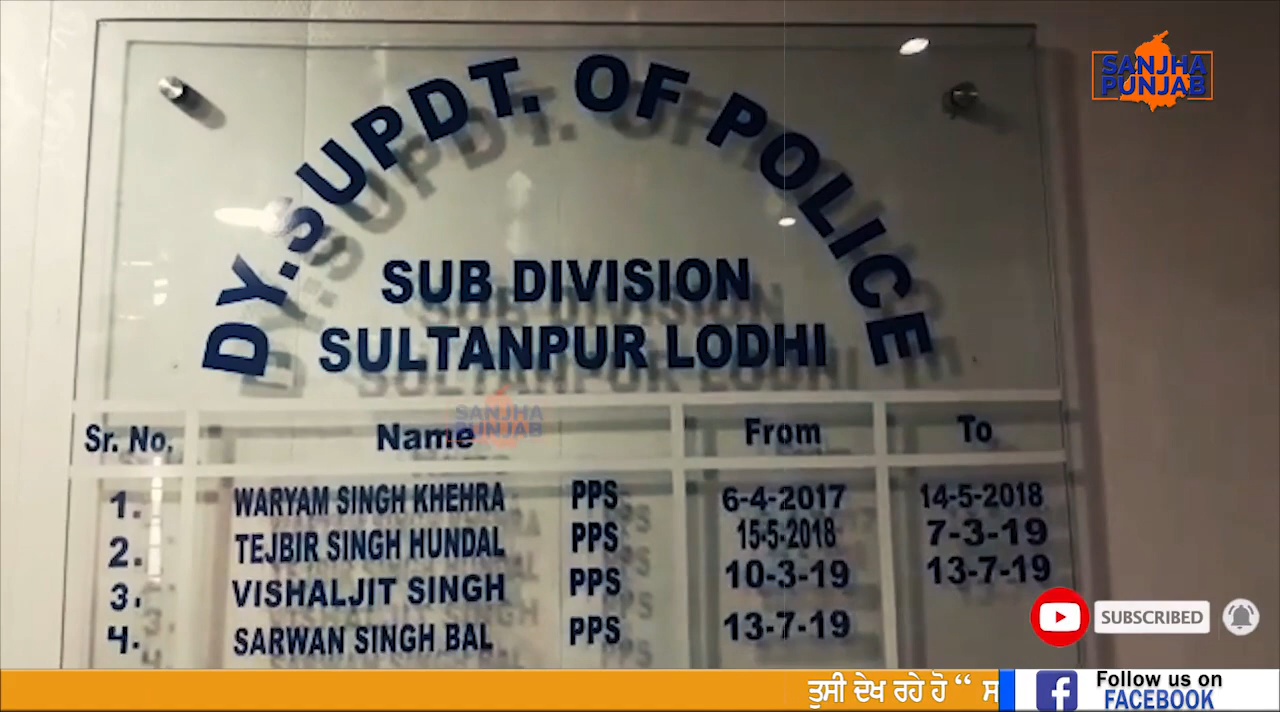 SANJHA
PUNJAB
DY.SUPDT. OF POLICE
SUB DIVISION
SULTANPUR LODHI
SANJHA
PUNJAB
Sr. No. Name From To
1. WARYAM SINGH KHEHRA PPS 6-4-2017 14-5-2018
2. TEJBIR SINGH HUNDAL PPS 15-5-2018 7-3-19
3. VISHALJIT SINGH PPS 10-3-19 13-7-19
4. SARWAN SINGH BAL PPS 13-7-19
SUBSCRIBED
ਤੁਸੀ ਦੇਖ ਰਹੇ ਹੋ “ ਸ
Follow us on
FACEBOOK